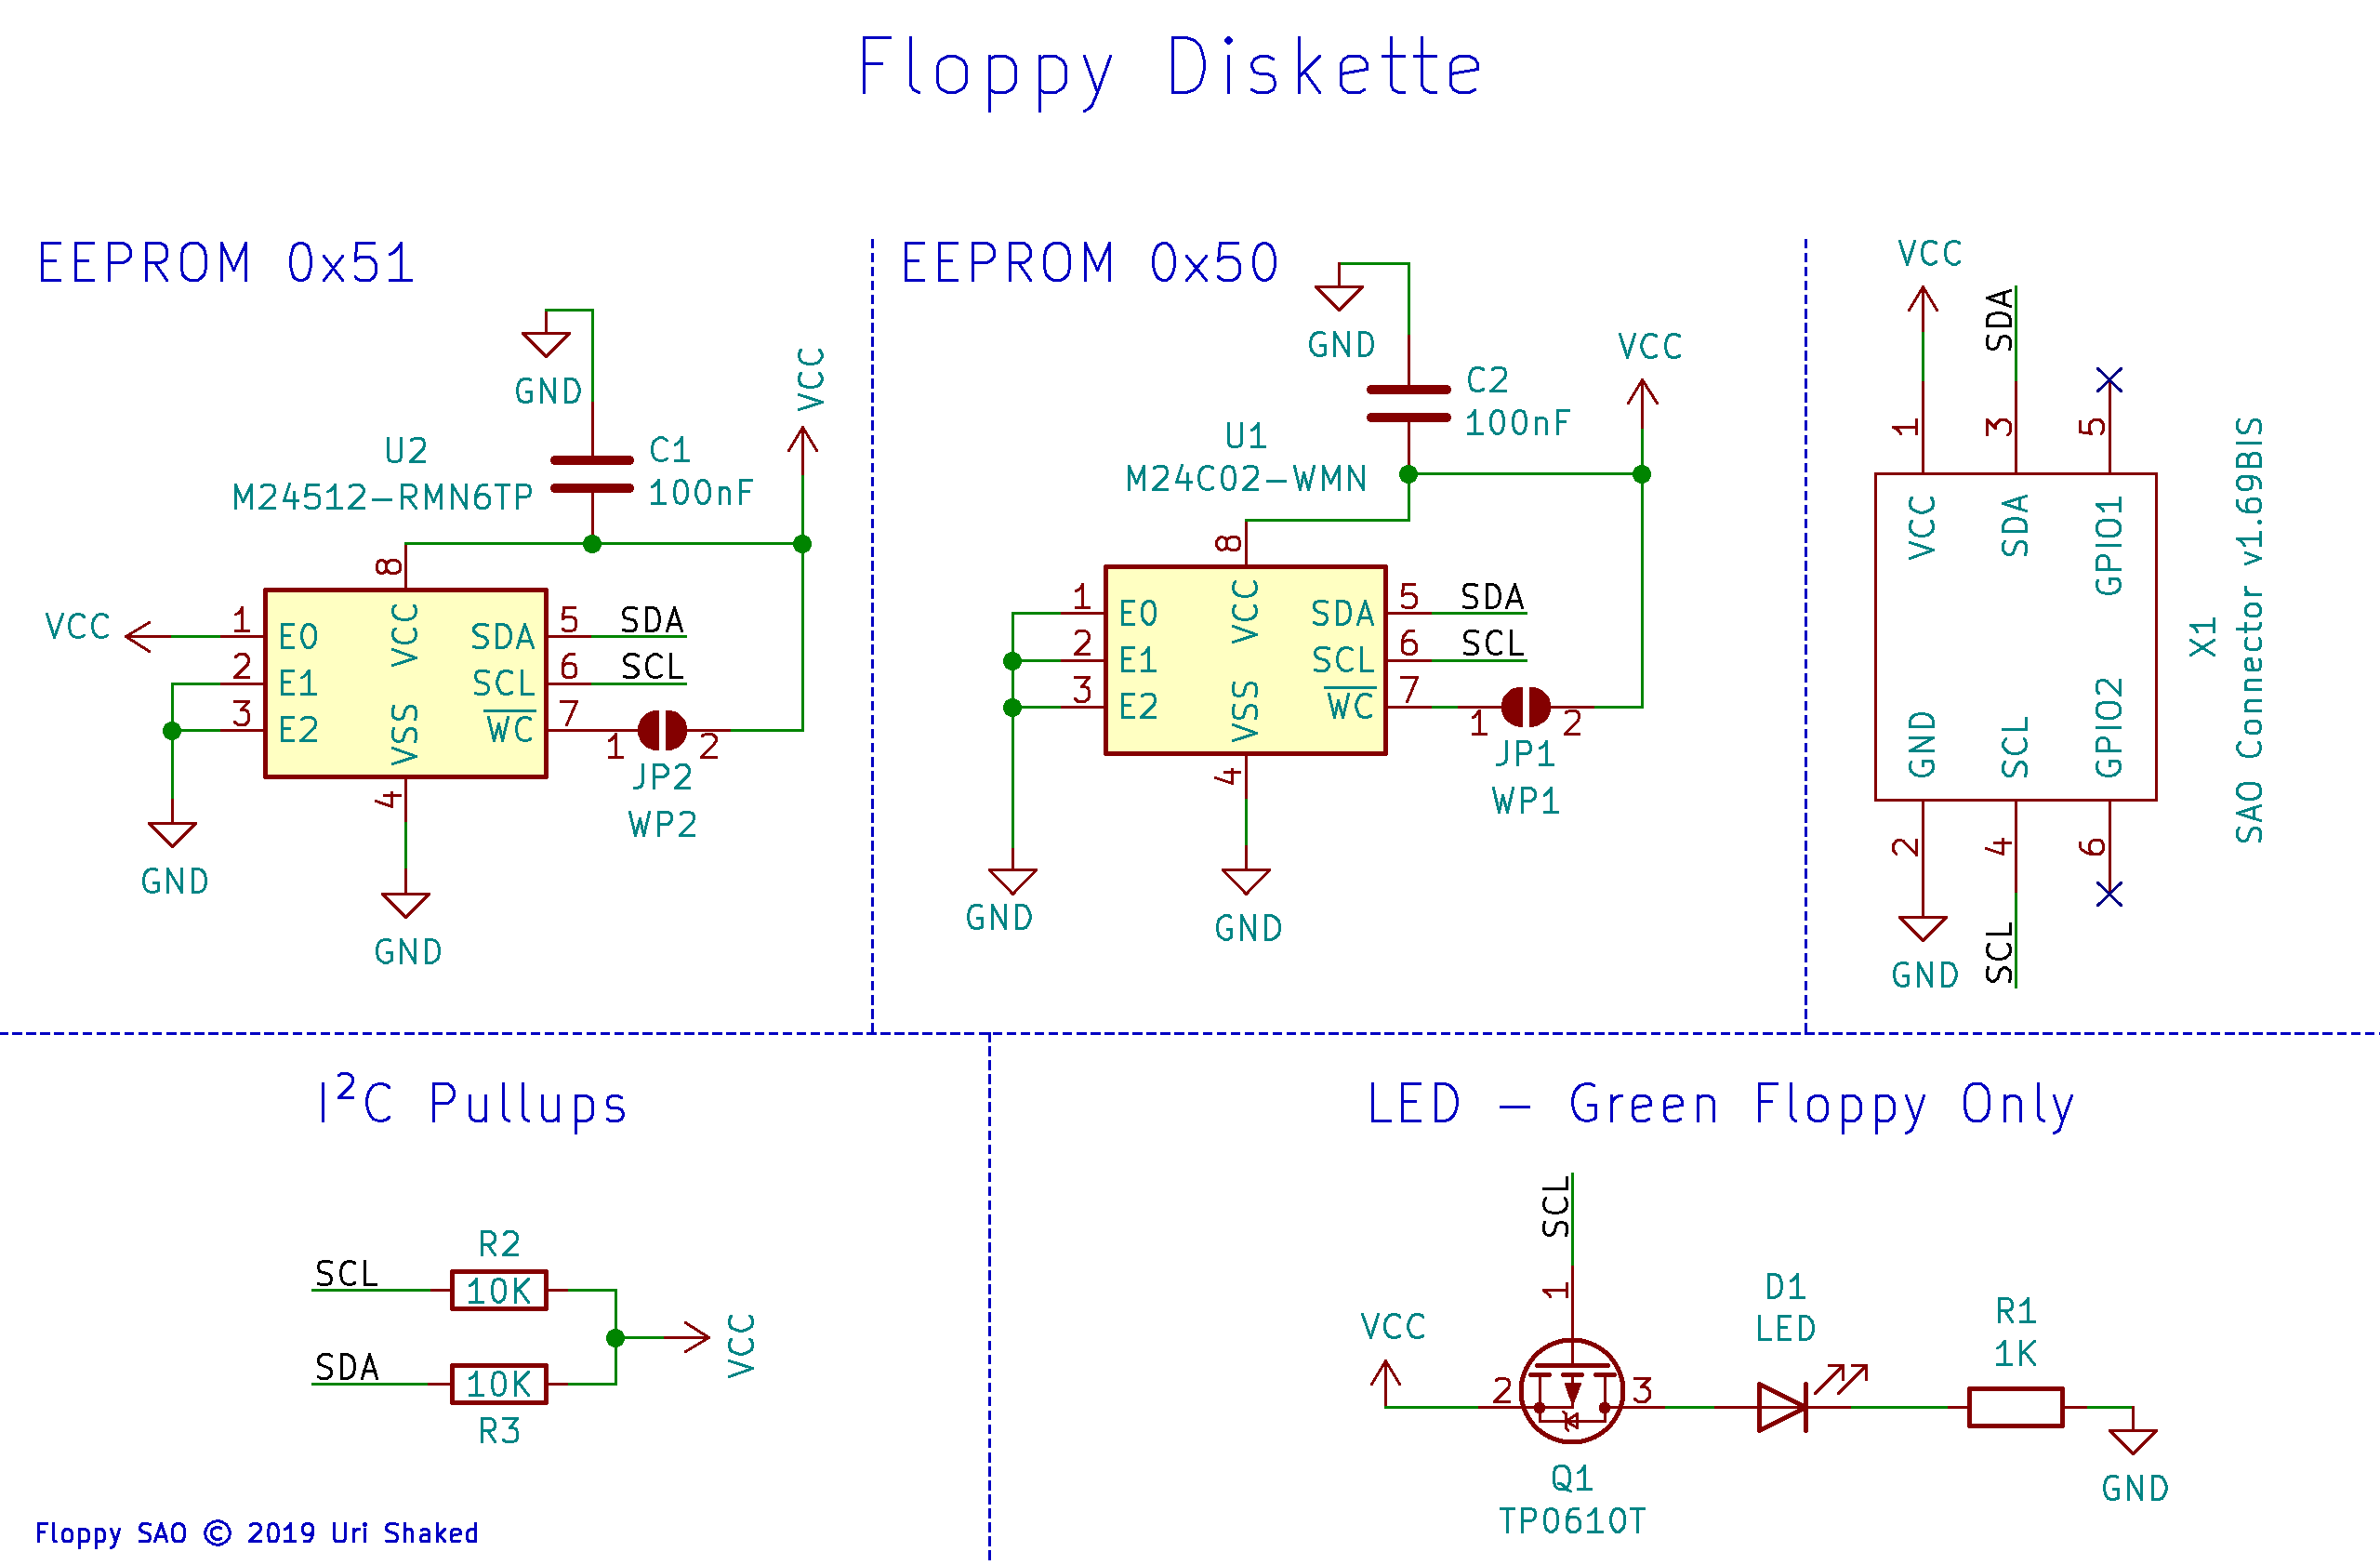 Floppy Diskette
EEPROM 0x51
GND
U2
M24512-RMN6TP
C1
100nF
VCC
8
VCC
1 E0
2 E1
3 E2
VCC
VSS
SDA 5 SDA
SCL 6 SCL
WC 7
1 2
JP2
WP2
4
GND
GND
EEPROM 0x50
GND
C2
100nF
VCC
U1
M24C02-WMN
8
1 E0
2 E1
3 E2
VCC
VSS
SDA 5 SDA
SCL 6 SCL
WC 7
1 2
JP1
WP1
4
GND
GND
VCC
SDA
1
3
5
VCC
SDA
GPIO1
GND
SCL
GPIO2
2
4
6
GND
SCL
X1
SAO Connector v1.69BIS
I²C Pullups
SCL
R2
10K
SDA
10K
R3
VCC
LED - Green Floppy Only
SCL
1
VCC
2
3
Q1
TP0610T
D1
LED
R1
1K
GND
Floppy SAO © 2019 Uri Shaked